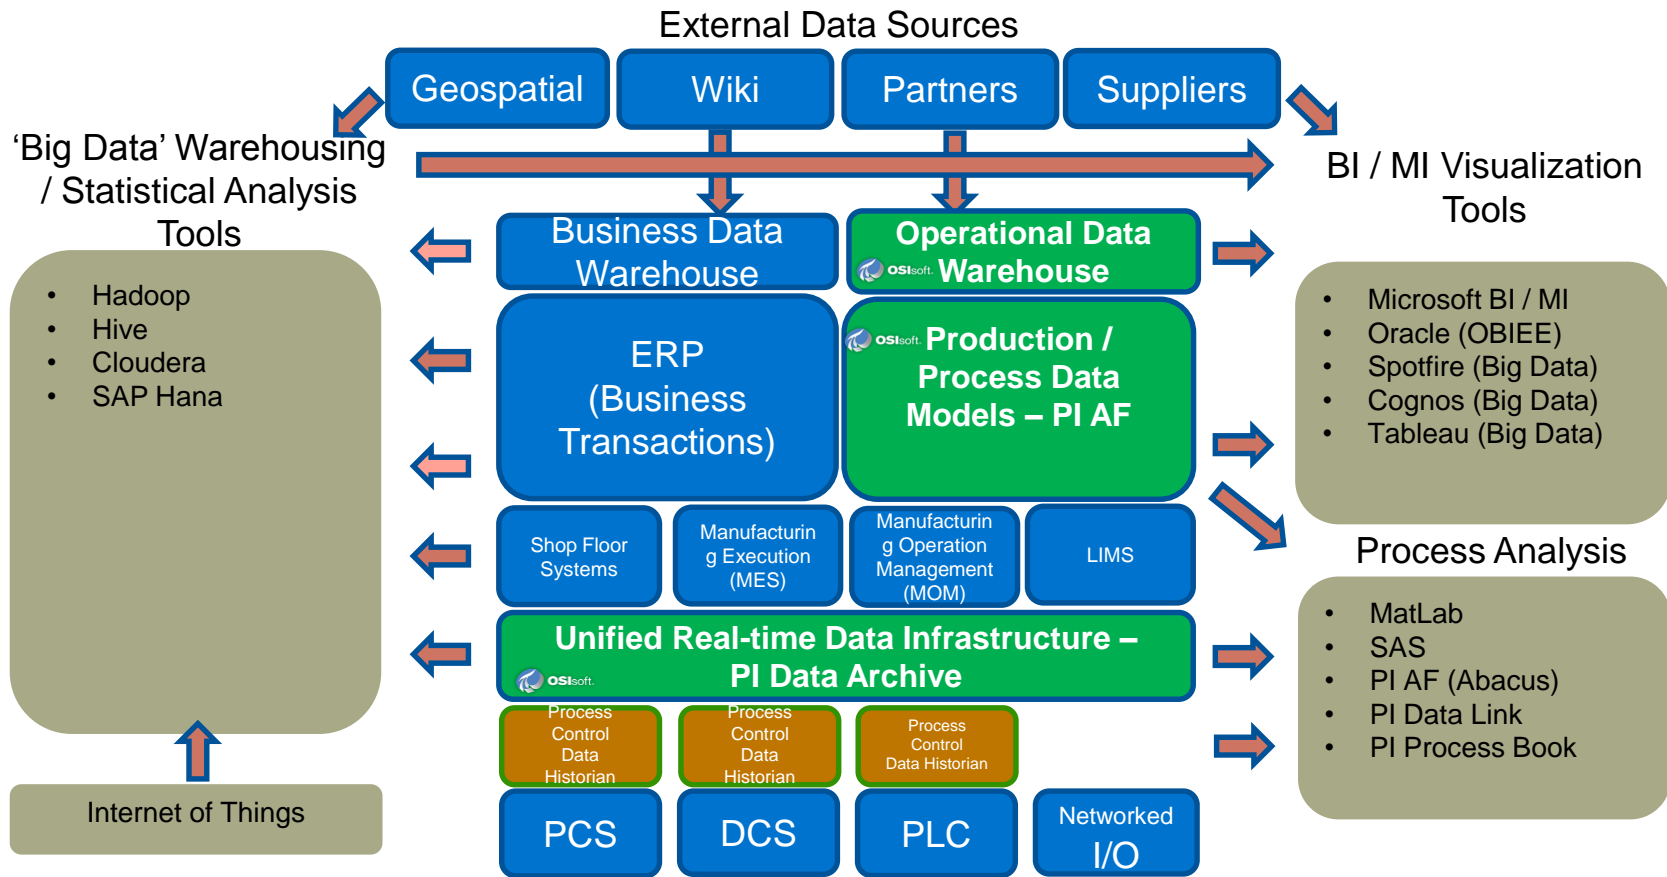 External Data Sources
Geospatial
Wiki
Partners
Suppliers
‘Big Data’ Warehousing
/ Statistical Analysis
Tools
BI / MI Visualization
Tools
Business Data
Warehouse
Operational Data
Warehouse
OSIsoft.
• Hadoop
• Hive
• Cloudera
• SAP Hana
ERP
(Business
Transactions)
OSIsoft.
Production /
Process Data
Models – PI AF
• Microsoft BI / MI
• Oracle (OBIEE)
• Spotfire (Big Data)
• Cognos (Big Data)
• Tableau (Big Data)
Shop Floor
Systems
Manufacturin
g Execution
(MES)
Manufacturin
g Operation
Management
(MOM)
LIMS
Process Analysis
• MatLab
• SAS
• PI AF (Abacus)
• PI Data Link
• PI Process Book
Unified Real-time Data Infrastructure –
PI Data Archive
OSIsoft.
Process
Control
Data
Historian
Process
Control
Data
Historian
Process
Control
Data Historian
Internet of Things
PCS
DCS
PLC
Networked
I/O